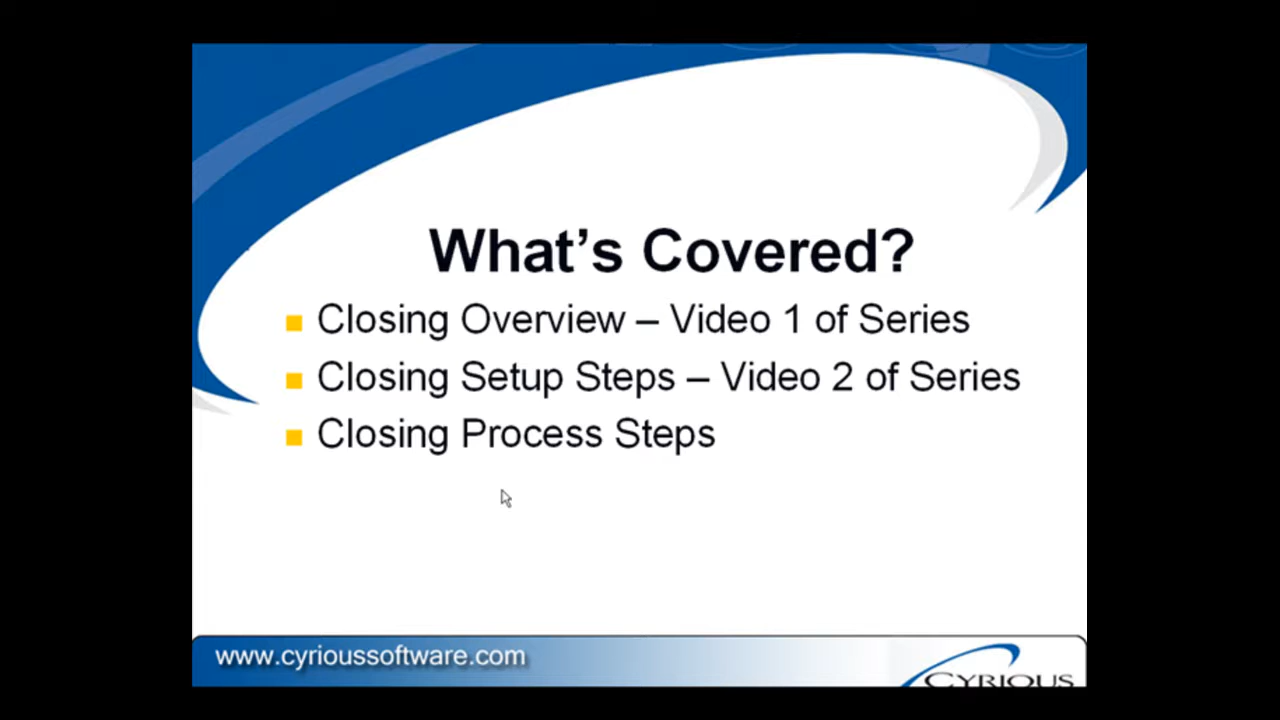 What's Covered?
Closing Overview – Video 1 of Series
Closing Setup Steps – Video 2 of Series
Closing Process Steps
www.cyrioussoftware.com
CYRIOUS